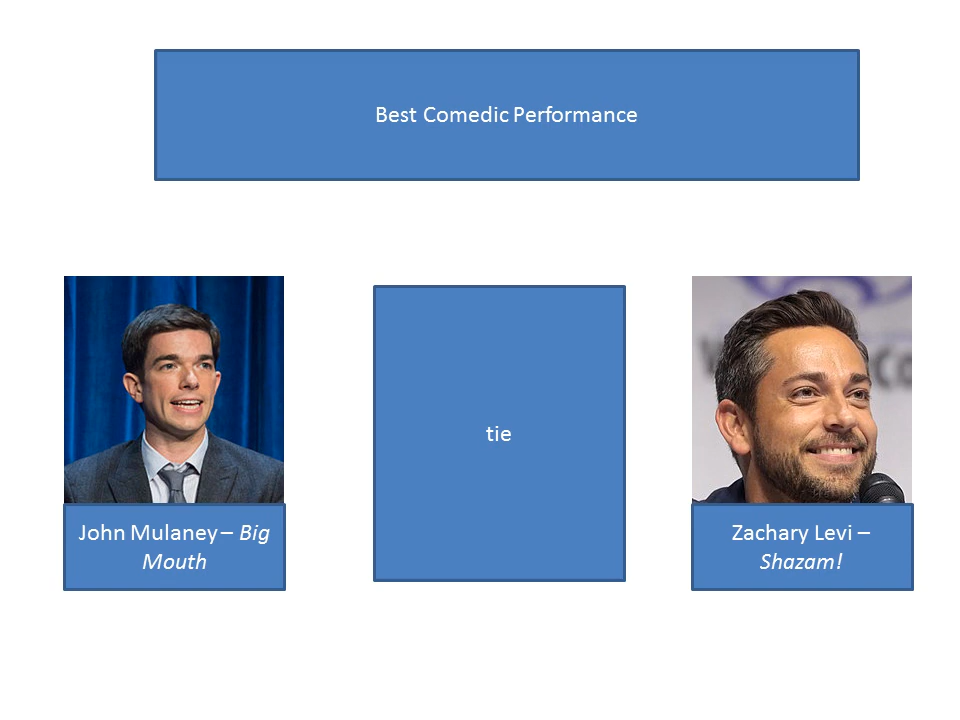 Best Comedic Performance
tie
John Mulaney – Big
Mouth
Zachary Levi –
Shazam!